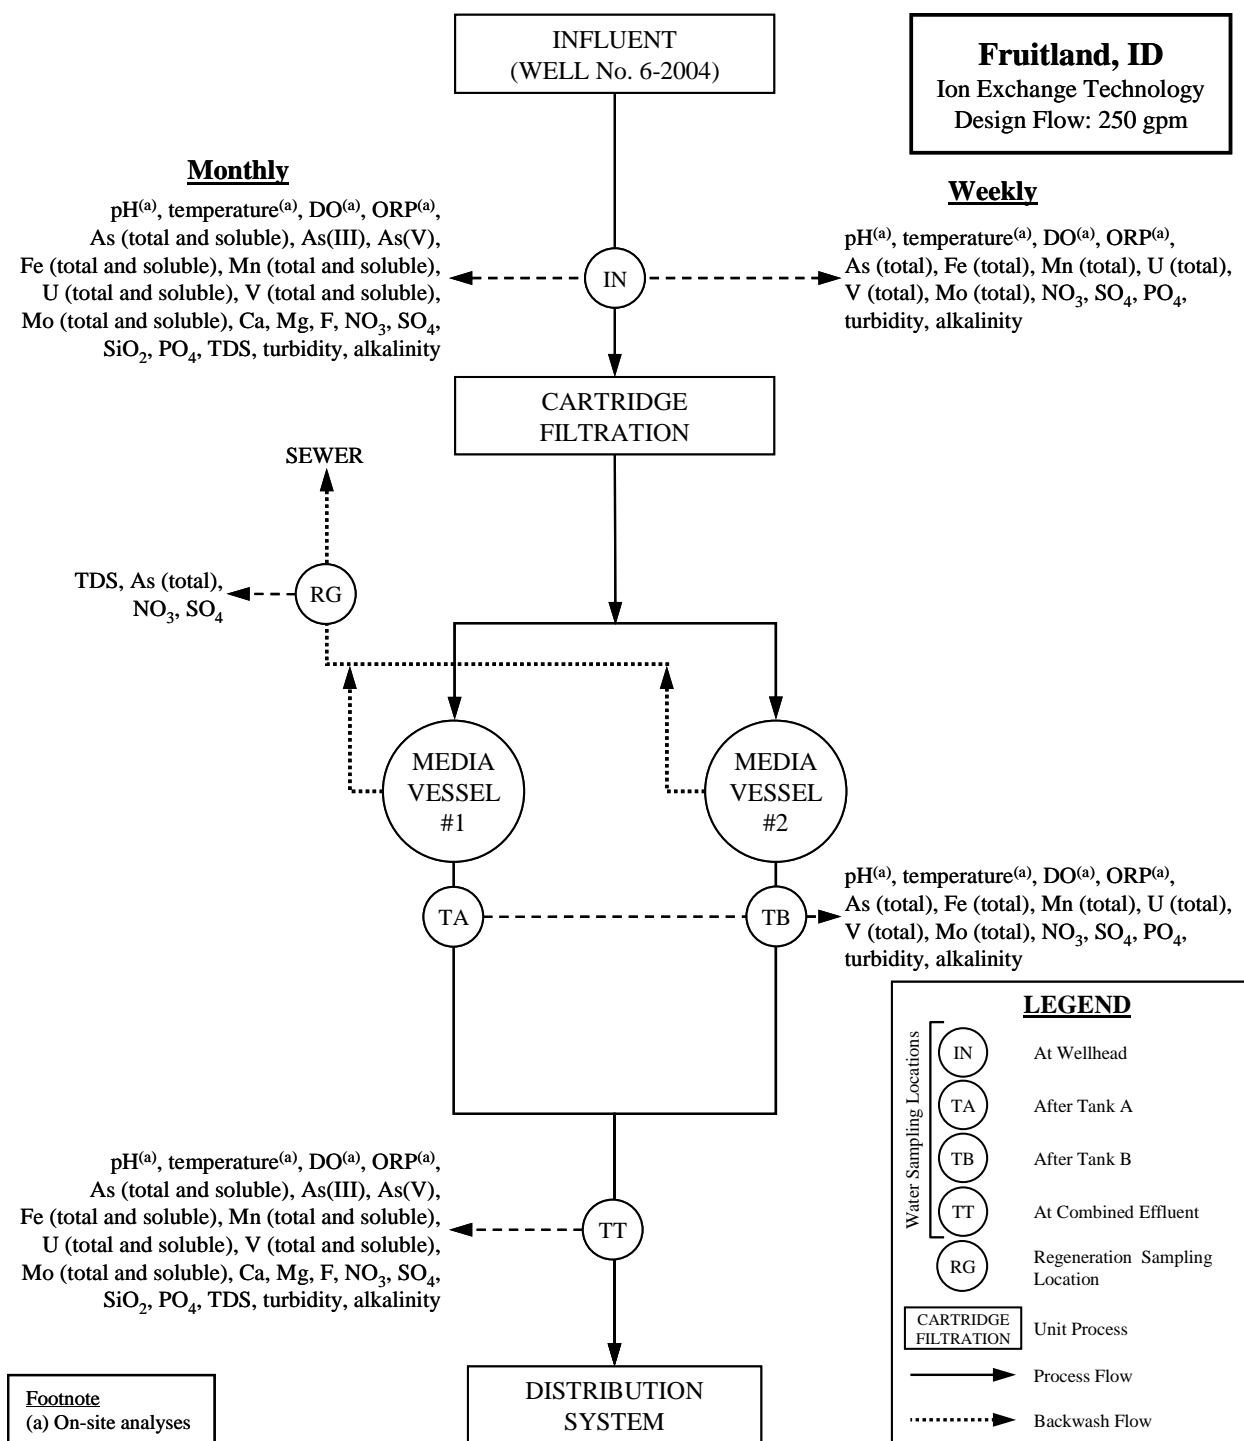 INFLUENT
(WELL No. 6-2004)
Fruitland, ID
Ion Exchange Technology
Design Flow: 250 gpm
Monthly
pH(a), temperature(a), DO(a), ORP(a),
As (total and soluble), As(III), As(V),
Fe (total and soluble), Mn (total and soluble),
U (total and soluble), V (total and soluble),
Mo (total and soluble), Ca, Mg, F, NO3, SO4,
SiO2, PO4, TDS, turbidity, alkalinity
IN
Weekly
pH(a), temperature(a), DO(a), ORP(a),
As (total), Fe (total), Mn (total), U (total),
V (total), Mo (total), NO3, SO4, PO4,
turbidity, alkalinity
CARTRIDGE
FILTRATION
SEWER
TDS, As (total),
NO3, SO4
RG
MEDIA
VESSEL
#1
MEDIA
VESSEL
#2
TA
TB
pH(a), temperature(a), DO(a), ORP(a),
As (total), Fe (total), Mn (total), U (total),
V (total), Mo (total), NO3, SO4, PO4,
turbidity, alkalinity
pH(a), temperature(a), DO(a), ORP(a),
As (total and soluble), As(III), As(V),
Fe (total and soluble), Mn (total and soluble),
U (total and soluble), V (total and soluble),
Mo (total and soluble), Ca, Mg, F, NO3, SO4,
SiO2, PO4, TDS, turbidity, alkalinity
TT
DISTRIBUTION
SYSTEM
LEGEND
Water Sampling Locations
IN At Wellhead
TA After Tank A
TB After Tank B
TT At Combined Effluent
RG Regeneration Sampling
Location
CARTRIDGE
FILTRATION
Unit Process
Process Flow
Backwash Flow
Footnote
(a) On-site analyses